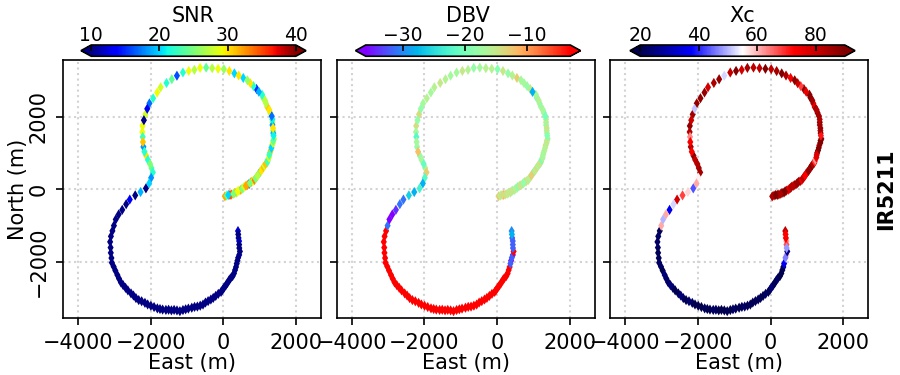 SNR DBV Xc
10 20 30 40 −30 −20 −10 20 40 60 80
2000
0
−2000
North (m)
−4000 −2000 0 2000 −4000 −2000 0 2000 −4000 −2000 0 2000
East (m) East (m) East (m)
IR5211